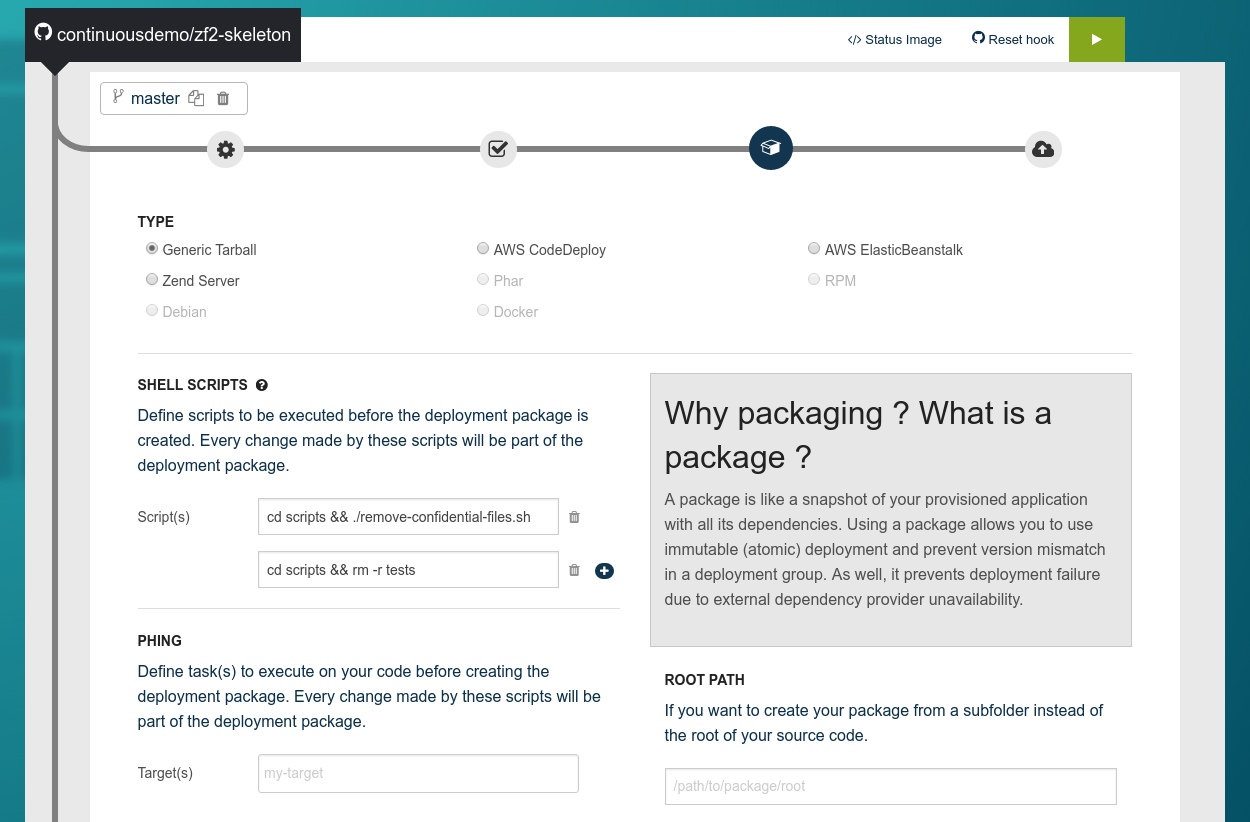 continuousdemo/zf2-skeleton
</> Status Image
Reset hook
master
TYPE
Generic Tarball
AWS CodeDeploy
AWS ElasticBeanstalk
Zend Server
Phar
RPM
Debian
Docker
SHELL SCRIPTS ?
Define scripts to be executed before the deployment package is
created. Every change made by these scripts will be part of the
deployment package.
Script(s)
cd scripts && ./remove-confidential-files.sh
cd scripts && rm -r tests
PHING
Define task(s) to execute on your code before creating the
deployment package. Every change made by these scripts will be
part of the deployment package.
Target(s)
my-target
Why packaging ? What is a
package ?
A package is like a snapshot of your provisioned application
with all its dependencies. Using a package allows you to use
immutable (atomic) deployment and prevent version mismatch
in a deployment group. As well, it prevents deployment failure
due to external dependency provider unavailability.
ROOT PATH
If you want to create your package from a subfolder instead of
the root of your source code.
/path/to/package/root